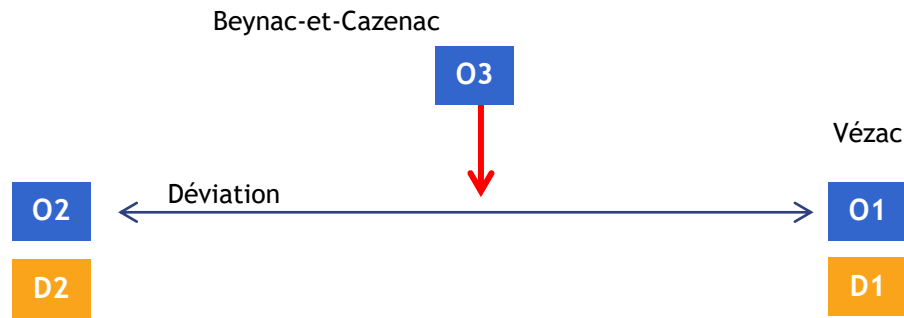 Beynac-et-Cazenac
O3
Vézac
Déviation
O2
O1
D2
D1